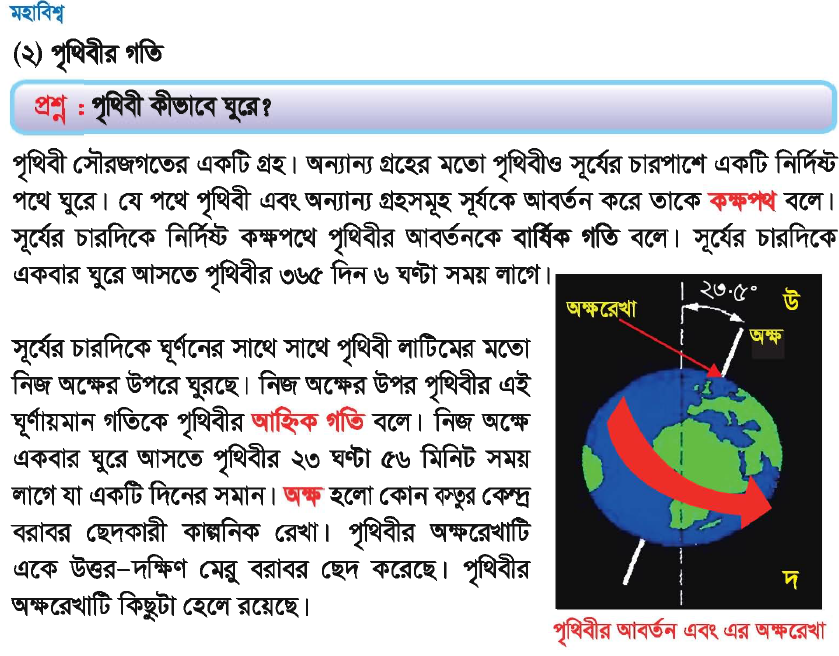 মহাবিশ্ব
(২) পৃথিবীর গতি
প্রশ্ন : পৃথিবী কীভাবে ঘুরে?
পৃথিবী সৌরজগতের একটি গ্রহ। অন্যান্য গ্রহের মতো পৃথিবীও সূর্যের চারপাশে একটি নির্দিষ্ট
পথে ঘুরে। যে পথে পৃথিবী এবং অন্যান্য গ্রহসমূহ সূর্যকে আবর্তন করে তাকে কক্ষপথ বলে।
সূর্যের চারদিকে নির্দিষ্ট কক্ষপথে পৃথিবীর আবর্তনকে বার্ষিক গতি বলে। সূর্যের চারদিকে
একবার ঘুরে আসতে পৃথিবীর ৩৬৫ দিন ৬ ঘণ্টা সময় লাগে।
সূর্যের চারদিকে ঘূর্ণনের সাথে সাথে পৃথিবী লাটিমের মতো
নিজ অক্ষের উপরে ঘুরছে। নিজ অক্ষের উপর পৃথিবীর এই
ঘূর্ণায়মান গতিকে পৃথিবীর আহ্নিক গতি বলে। নিজ অক্ষে
একবার ঘুরে আসতে পৃথিবীর ২৩ ঘণ্টা ৫৬ মিনিট সময়
লাগে যা একটি দিনের সমান। অক্ষ হলো কোন বস্তুর কেন্দ্র
বরাবর ছেদকারী কাল্পনিক রেখা। পৃথিবীর অক্ষরেখাটি
একে উত্তর–দক্ষিণ মেরু বরাবর ছেদ করেছে। পৃথিবীর
অক্ষরেখাটি কিছুটা হেলে রয়েছে।
২৩.৫°
উ
অক্ষরেখা
অক্ষ
দ
পৃথিবীর আবর্তন এবং এর অক্ষরেখা